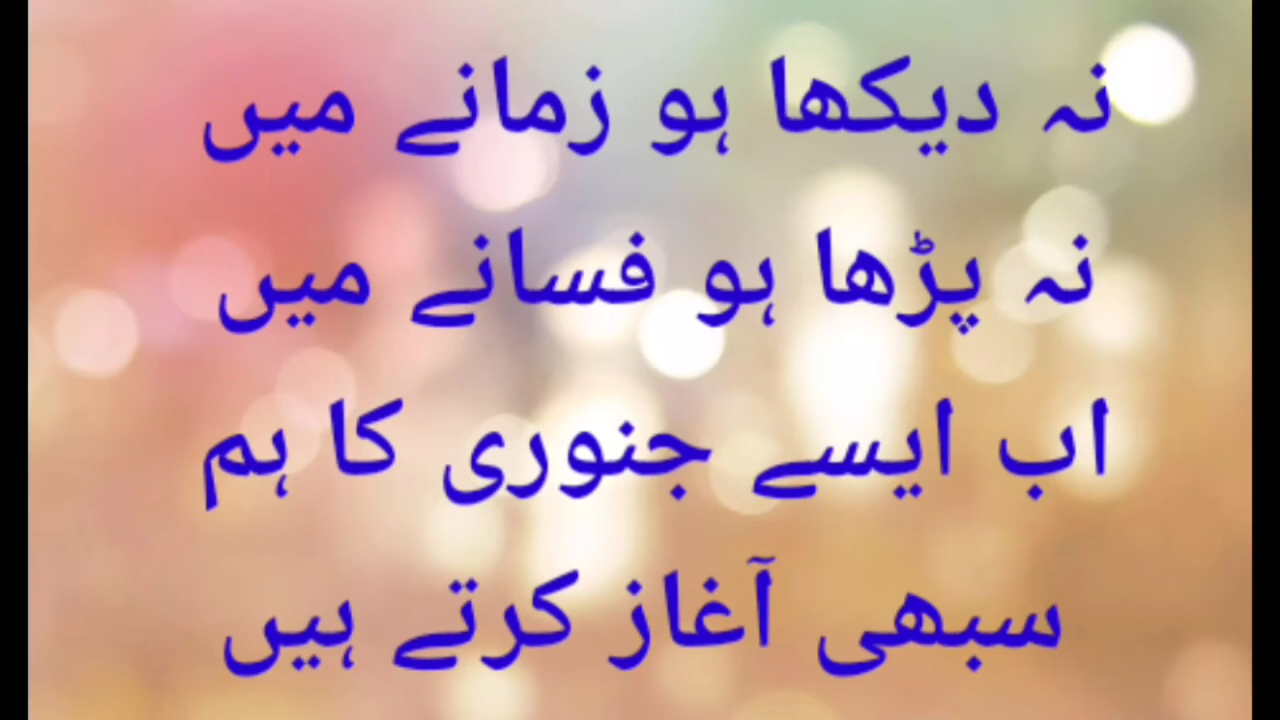 نہ دیکھا ہو زمانے میں
نہ پڑھا ہو فسانے میں
اب ایسے جنوری کا ہم
سبھی آغاز کرتے ہیں